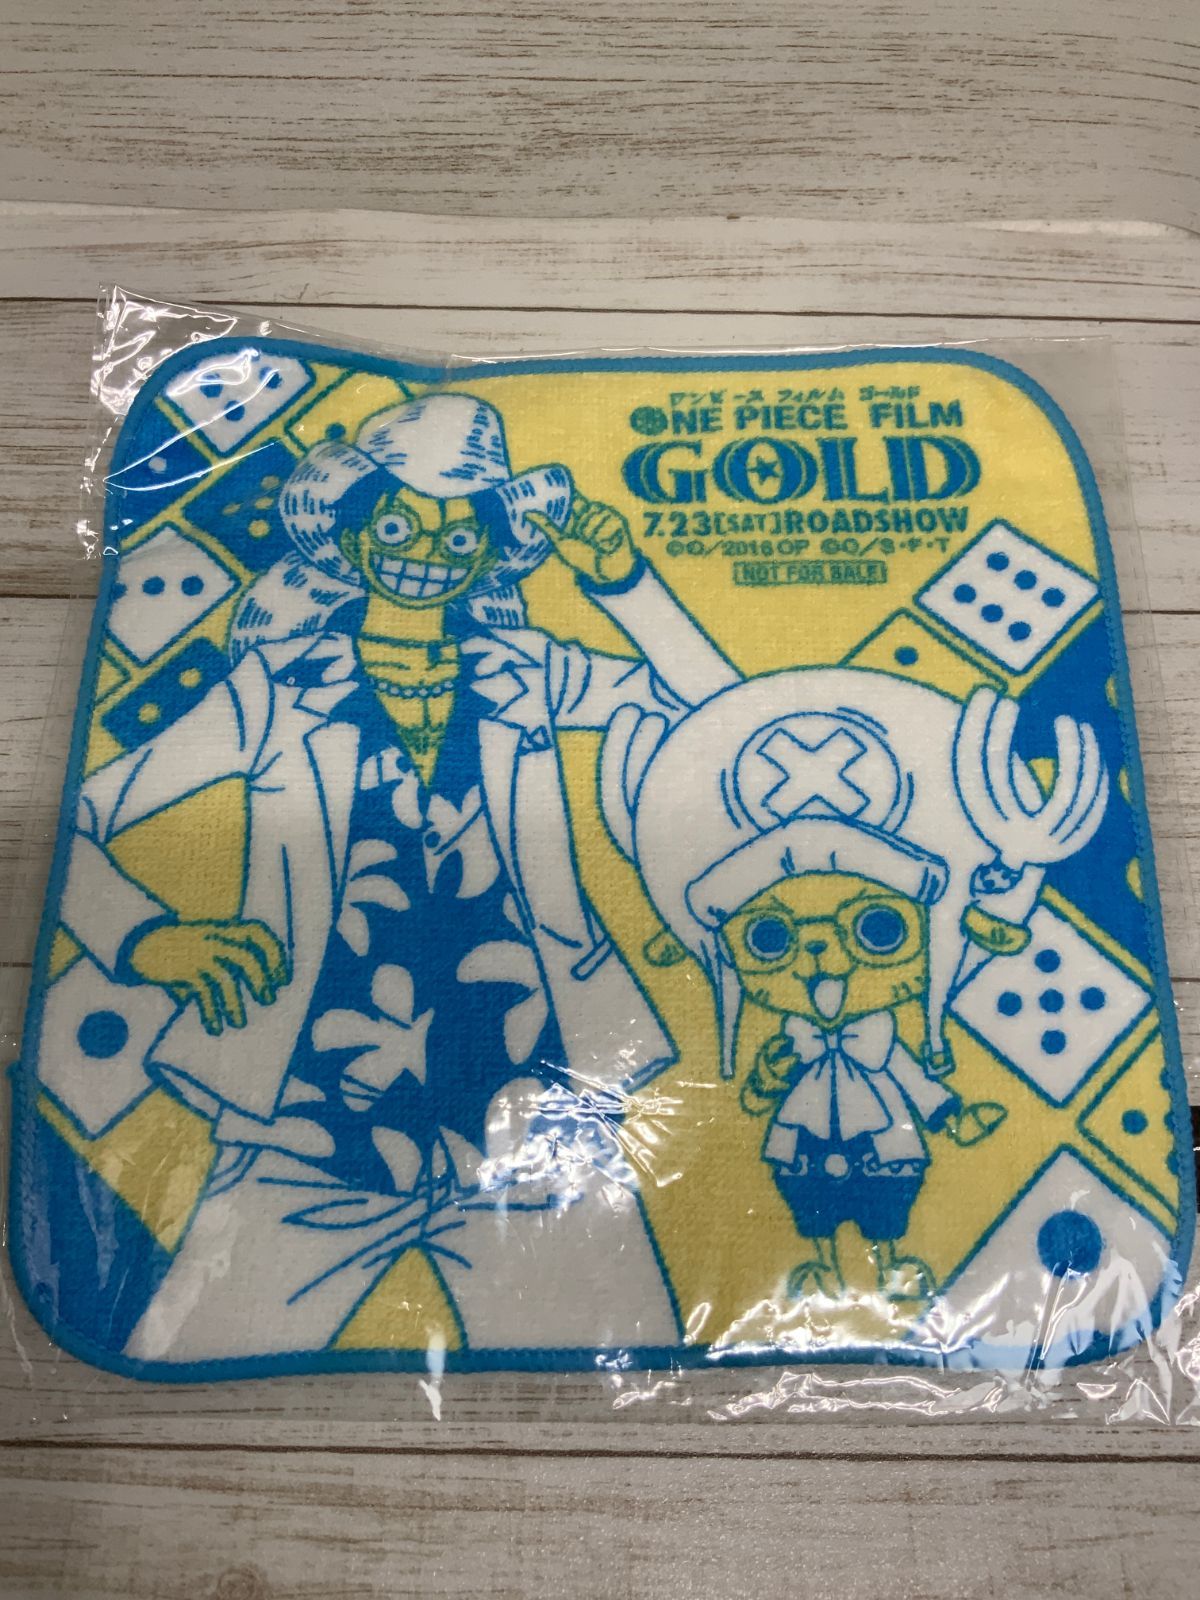 ワンピース フィルム ゴールド
ONE PIECE FILM
GOLD
7.23[SAT]ROADSHOW
©O/2016OP ©O/S・F・T
NOT FOR SALE